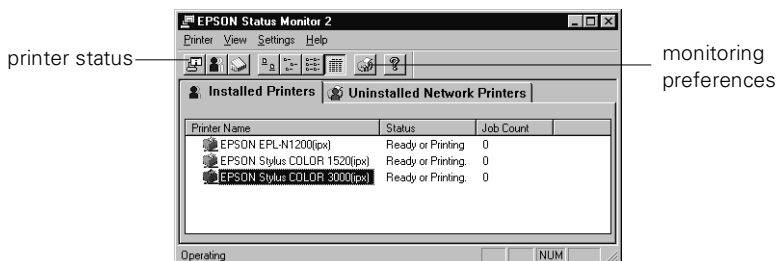 EPSON Status Monitor 2
Printer View Settings Help
printer status
monitoring
preferences
Installed Printers Uninstalled Network Printers
Printer Name Status Job Count
EPSON EPL-N1200(ipx) Ready or Printing 0
EPSON Stylus COLOR 1520(ipx) Ready or Printing. 0
EPSON Stylus COLOR 3000(ipx) Ready or Printing. 0
Operating NUM